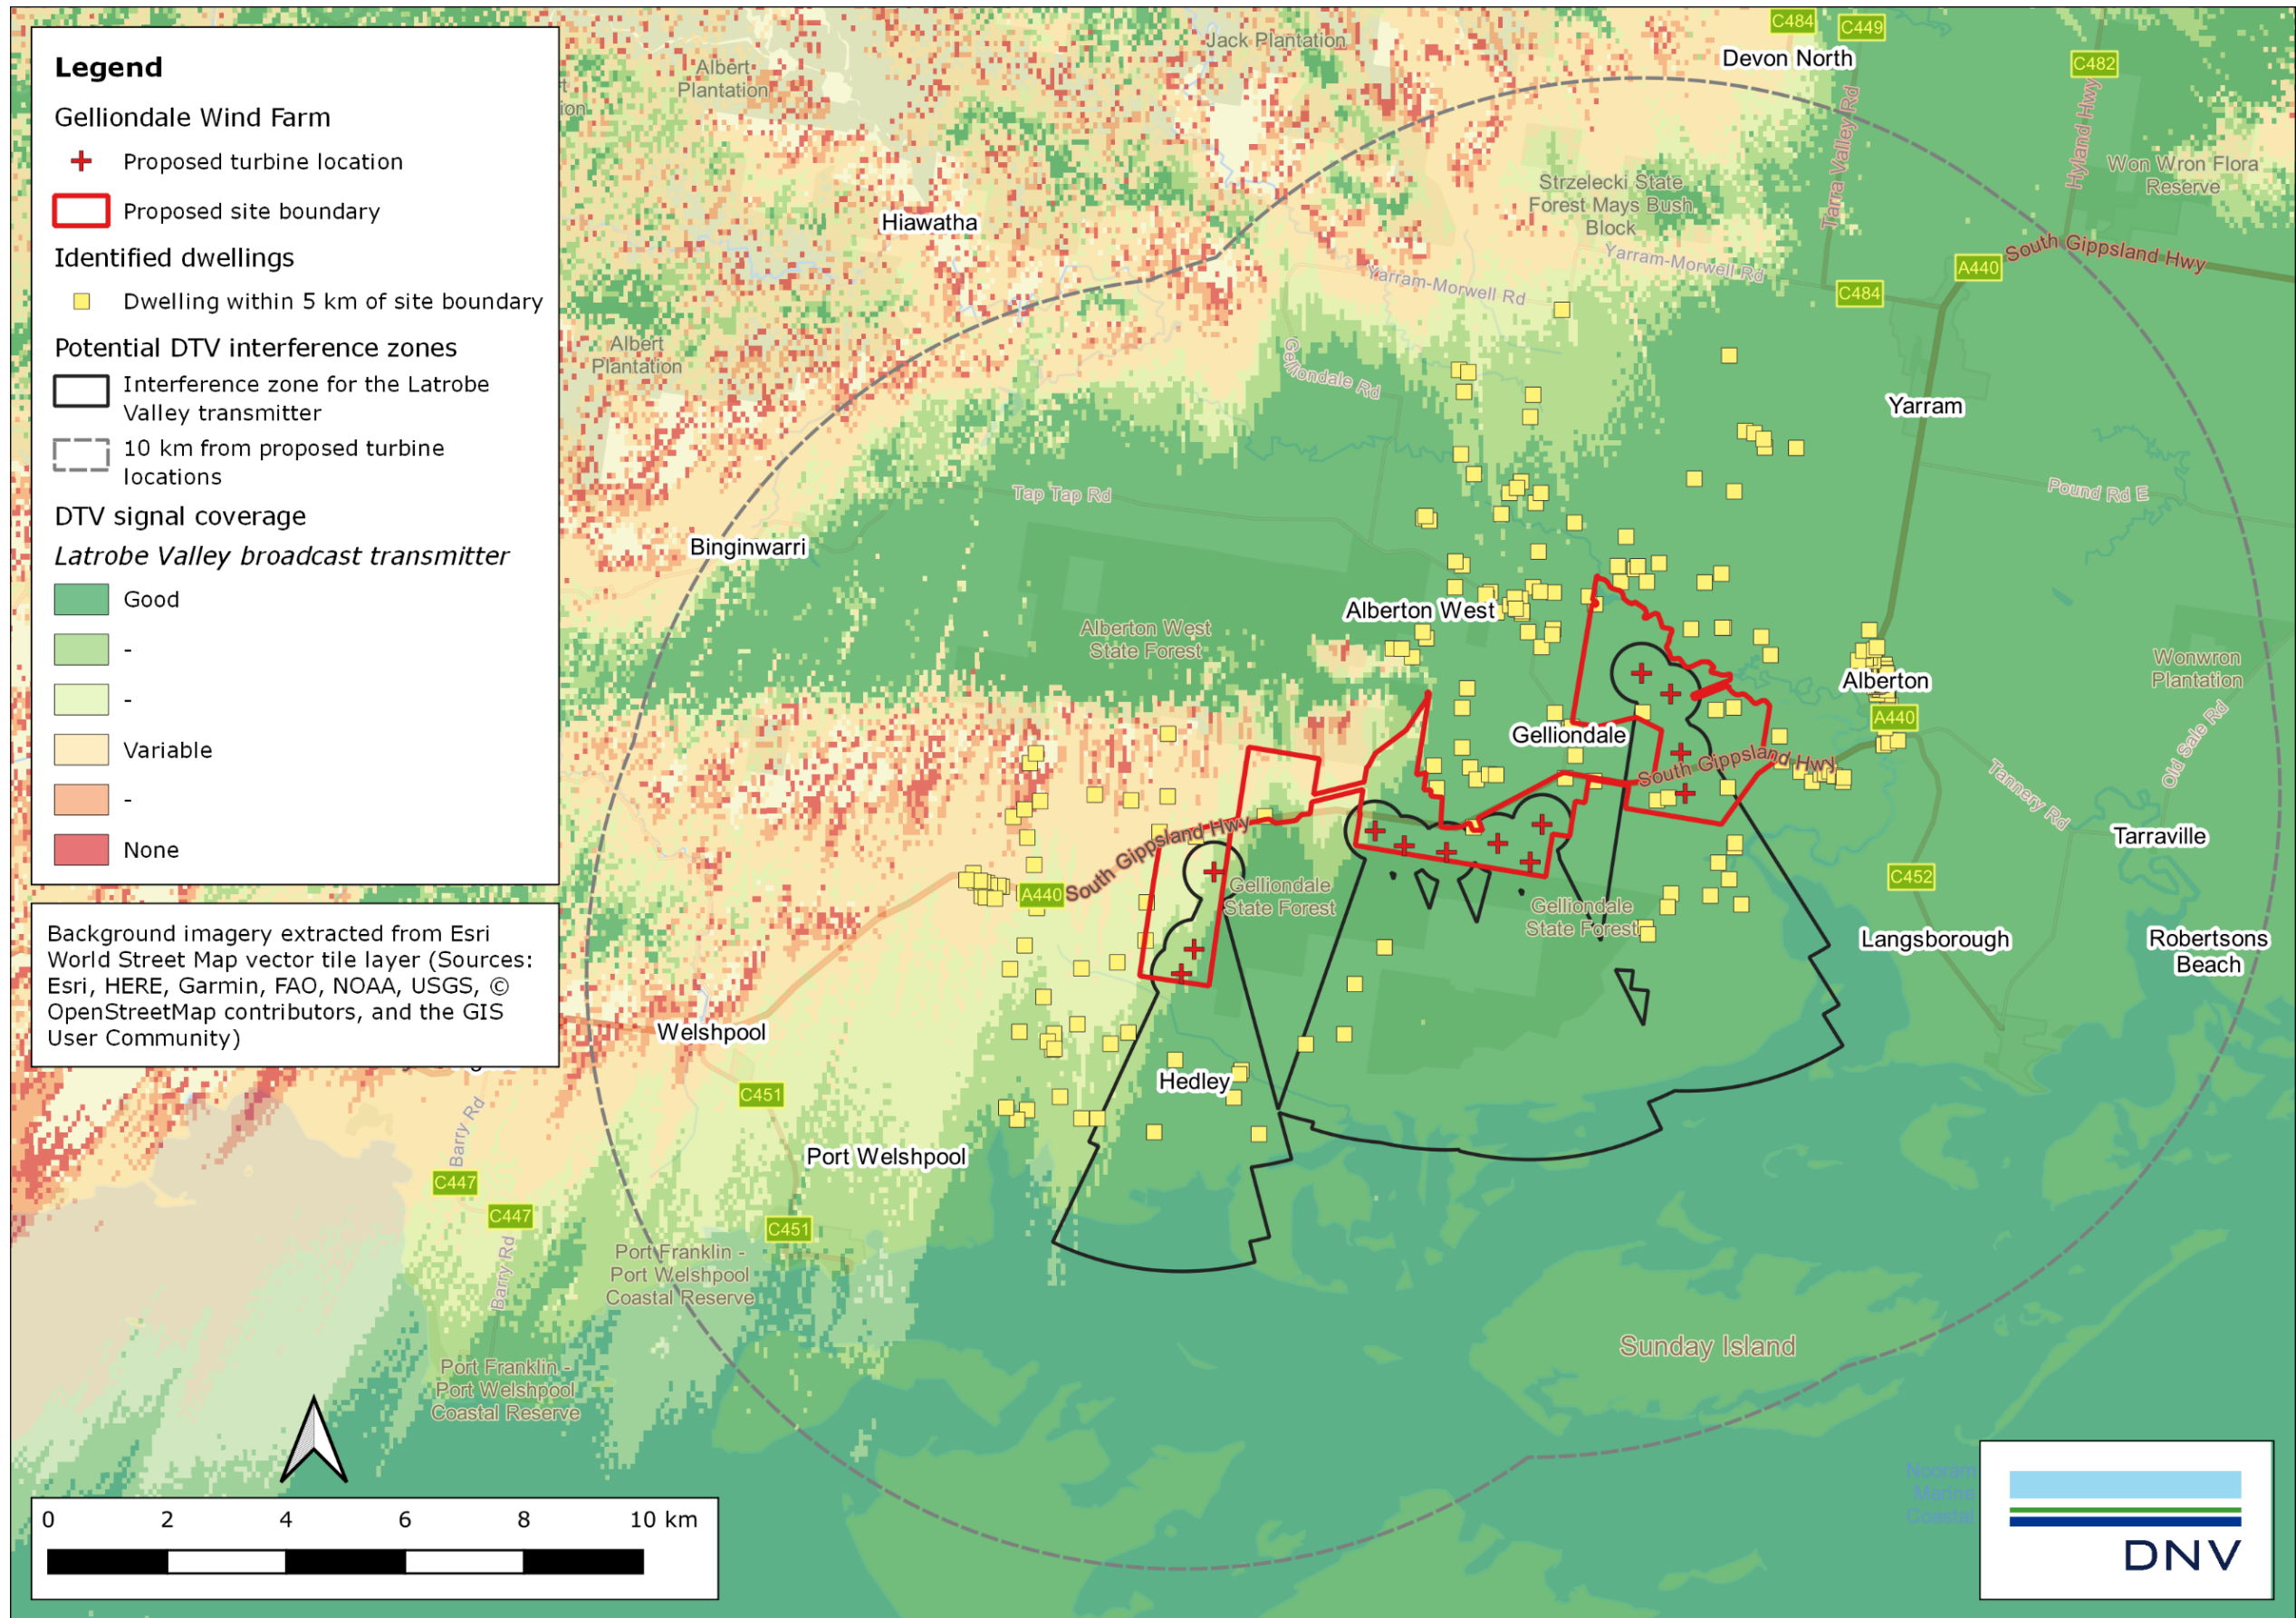 Legend
Gelliondale Wind Farm
Proposed turbine location
Proposed site boundary
Identified dwellings
Dwelling within 5 km of site boundary
Potential DTV interference zones
Interference zone for the Latrobe
Valley transmitter
10 km from proposed turbine
locations
DTV signal coverage
Latrobe Valley broadcast transmitter
Good
-
-
Variable
-
None
Background imagery extracted from Esri
World Street Map vector tile layer (Sources:
Esri, HERE, Garmin, FAO, NOAA, USGS, ©
OpenStreetMap contributors, and the GIS
User Community)
0 2 4 6 8 10 km
Jack Plantation
Albert
Plantation
C484
C449
Devon North
C482
Hyland Hwy
Tarra Valley Rd
Won Wron Flora
Reserve
Strzelecki State
Forest Mays Bush
Block
Hiawatha
Yarram-Morwell Rd
Yarram-Morwell Rd
South Gippsland Hwy
A440
C484
Albert
Plantation
Gelliondale Rd
Yarram
Tap Tap Rd
Pound Rd E
Binginwarri
Alberton West
Alberton West
State Forest
Wonwron
Plantation
Alberton
A440
Gelliondale
South Gippsland Hwy
Old Sale Rd
Tannery Rd
Tarraville
South Gippsland Hwy
A440
C452
Gelliondale
State Forest
Gelliondale
State Forest
Langsborough
Robertsons
Beach
Welshpool
Hedley
C451
Barry Rd
Port Welshpool
C447
C447
C451
Barry Rd
Port Franklin -
Port Welshpool
Coastal Reserve
Sunday Island
Port Franklin -
Port Welshpool
Coastal Reserve
Marine
Coastal
DNV